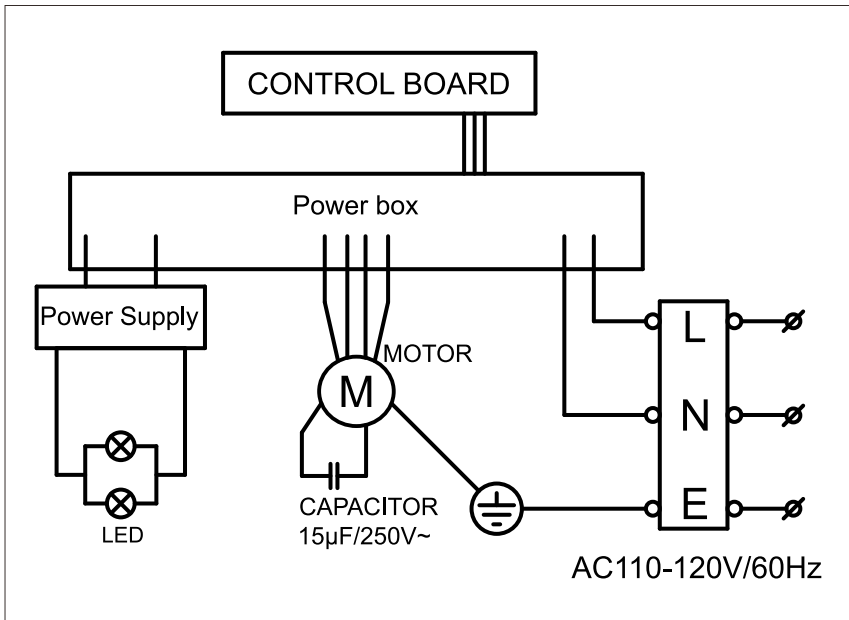 CONTROL BOARD
Power box
Power Supply
MOTOR
M
L
N
E
CAPACITOR
15μF/250V~
LED
AC110-120V/60Hz